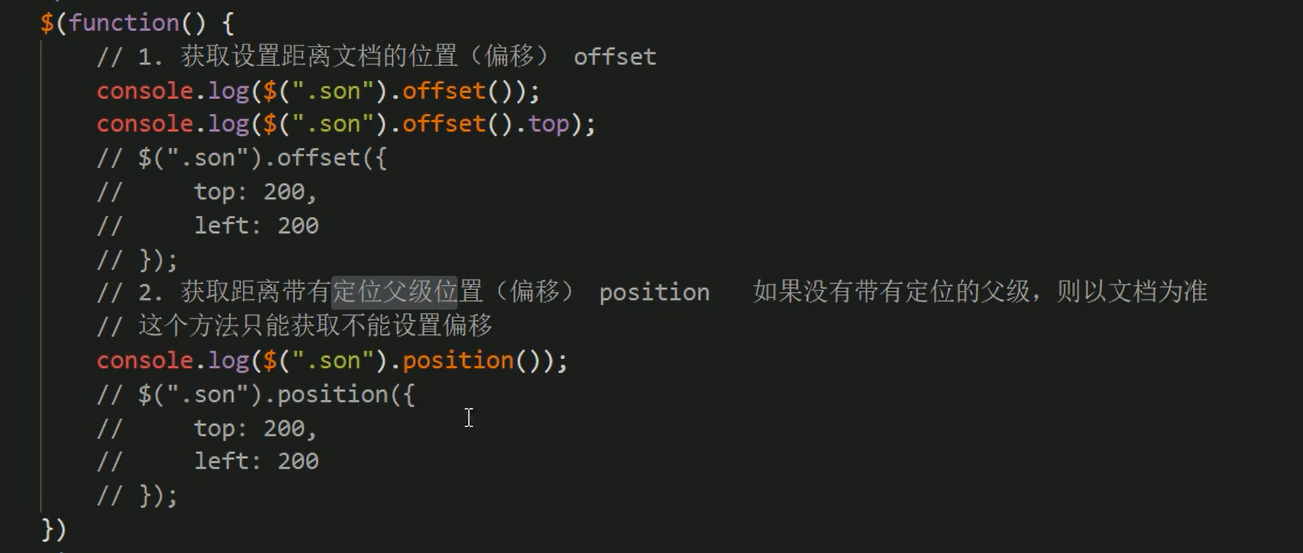 $(function() {
// 1. 获取设置距离文档的位置（偏移） offset
console.log($(".son").offset());
console.log($(".son").offset().top);
// $(".son").offset({
//     top: 200,
//     left: 200
// });
// 2. 获取距离带有定位父级位置（偏移） position   如果没有带有定位的父级，则以文档为准
// 这个方法只能获取不能设置偏移
console.log($(".son").position());
// $(".son").position({
//     top: 200,
//     left: 200
// });
})